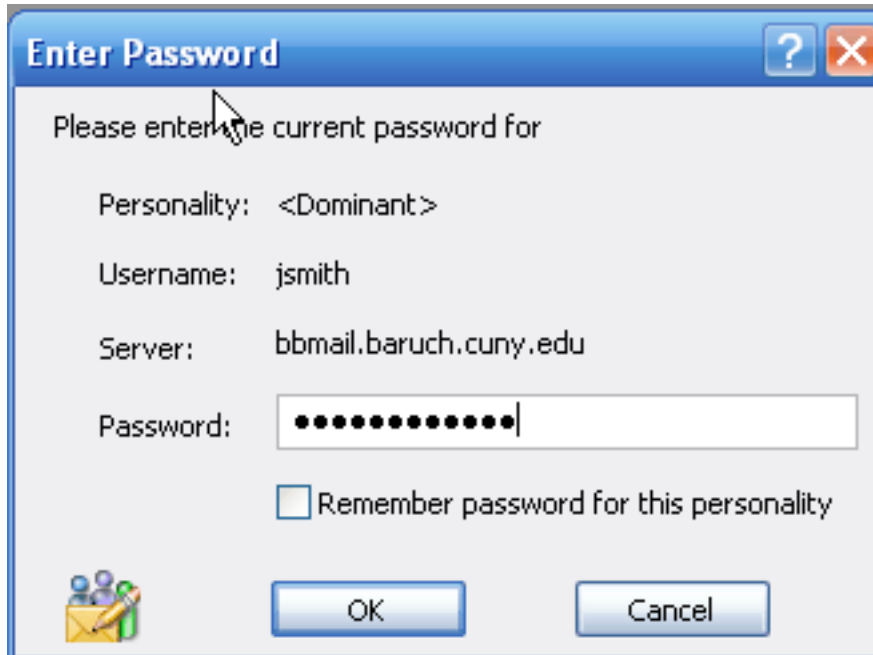 Enter Password
Please enter the current password for
Personality: <Dominant>
Username: jsmith
Server: bbmail.baruch.cuny.edu
Password: ••••••••••••
Remember password for this personality
OK Cancel